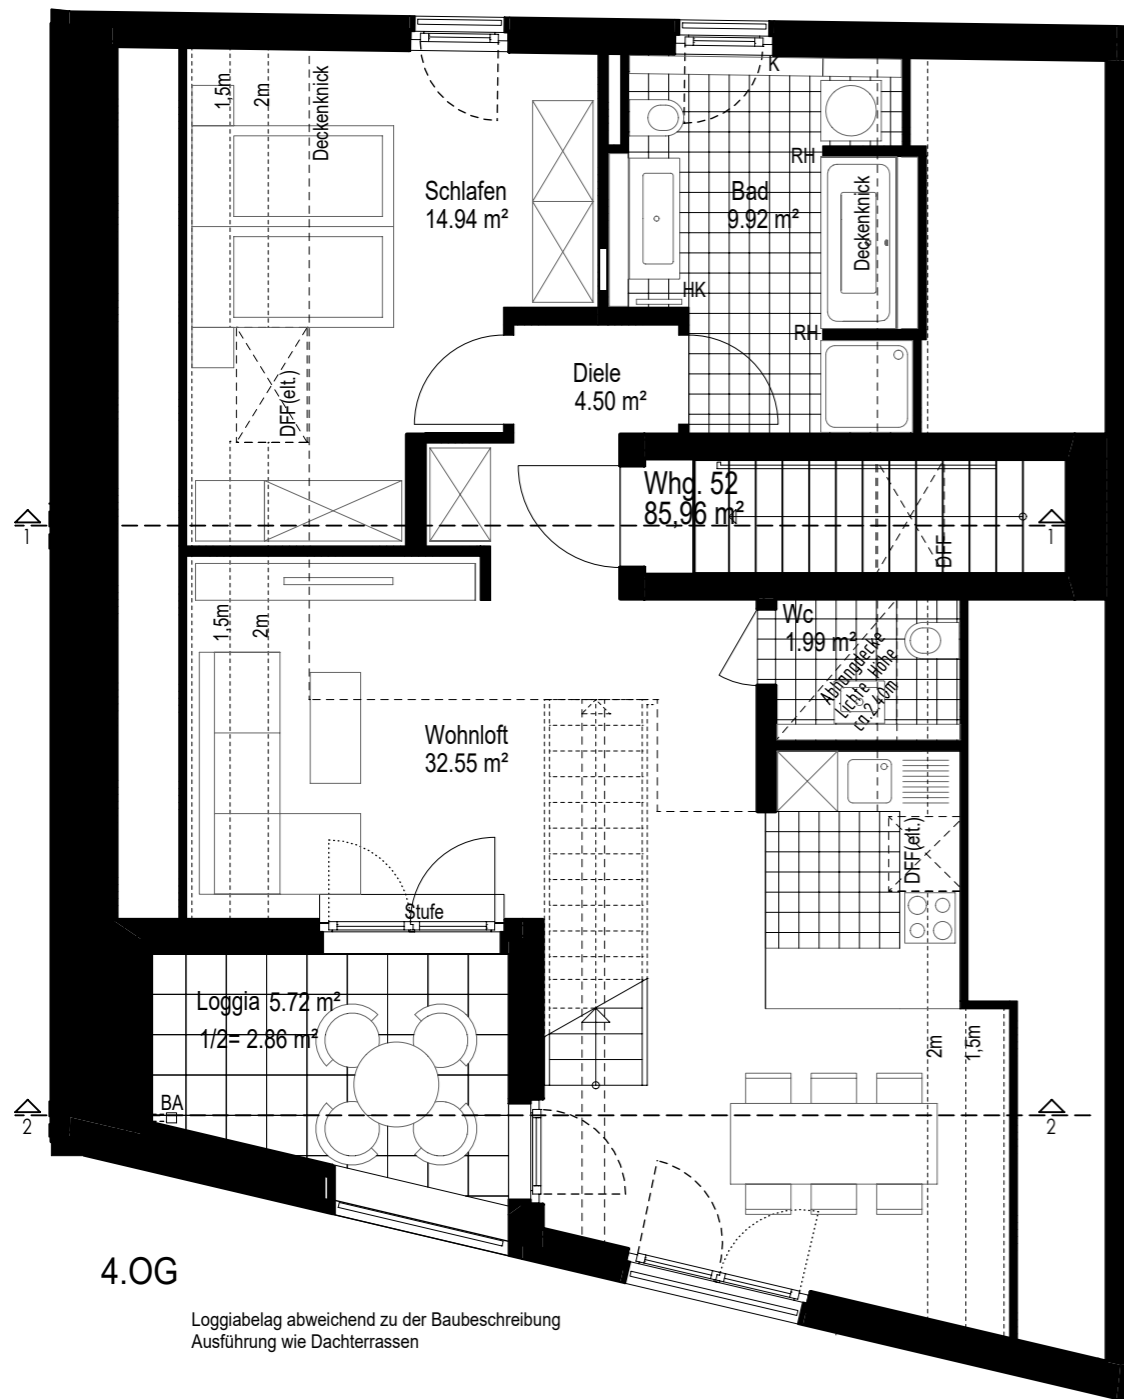 1,5m
2m
Deckenknick
Schlafen
14.94 m²
K
RH
Bad
9.92 m²
Deckenknick
HK
RH
Diele
4.50 m²
DFF(elt.)
Whg. 52
85,96 m²
DFF
1
1
1,5m
2m
Wc
1.99 m²
Abhangdecke
Lichte Höhe
ca.2.40m
Wohnloft
32.55 m²
DFF(elt.)
Stufe
Loggia 5.72 m²
1/2= 2.86 m²
2m
1,5m
BA
2
2
4.OG
Loggiabelag abweichend zu der Baubeschreibung
Ausführung wie Dachterrassen